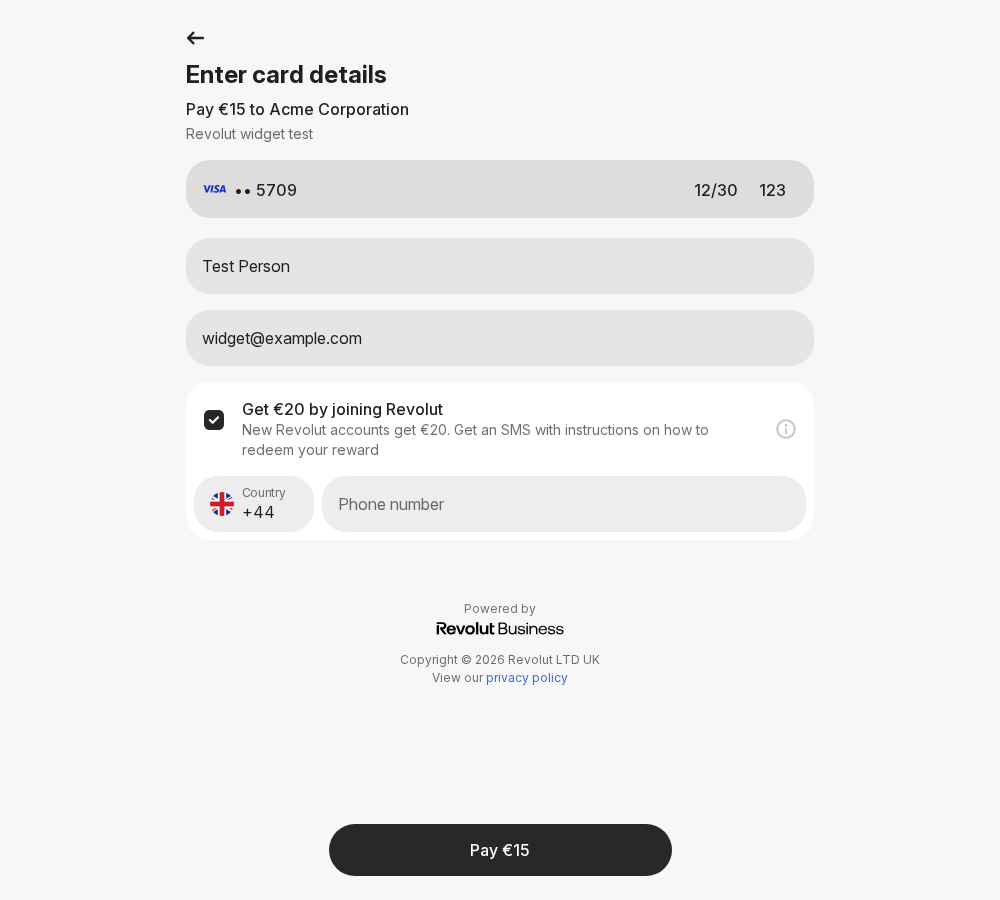 Enter card details
Pay €15 to Acme Corporation
Revolut widget test
VISA •• 5709 12/30 123
Test Person
widget@example.com
Get €20 by joining Revolut
New Revolut accounts get €20. Get an SMS with instructions on how to
redeem your reward
Country
+44
Phone number
Powered by
Revolut Business
Copyright © 2026 Revolut LTD UK
View our privacy policy
Pay €15